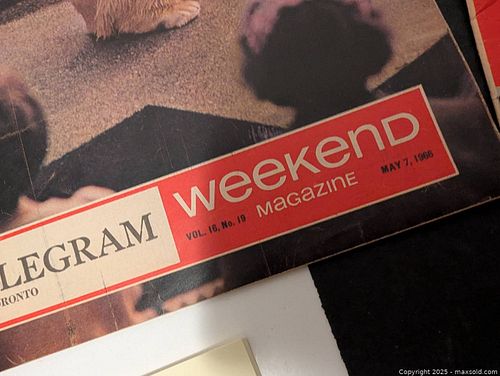 LEGRAM
RONTO
weekend
MAGAZINE
VOL. 16, No. 19
MAY 7, 1966
Copyright 2025 - maxsold.com